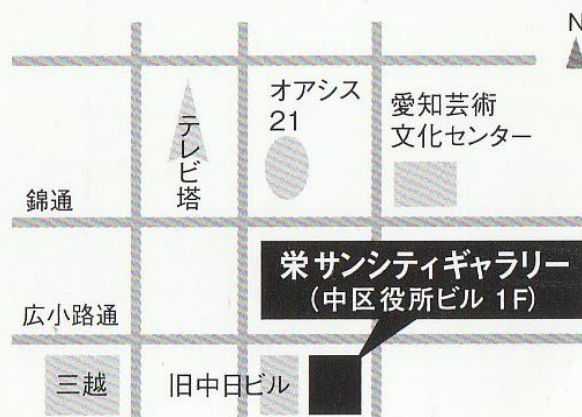 N
オアシス
21
愛知芸術
文化センター
テレビ塔
錦通
栄サンシティギャラリー
(中区役所ビル 1F)
広小路通
三越
旧中日ビル